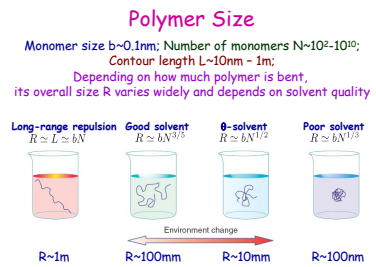 Polymer Size
Monomer size b~0.1nm; Number of monomers N~10²-10¹⁰;
Contour length L~10nm – 1m;
Depending on how much polymer is bent,
its overall size R varies widely and depends on solvent quality
Long-range repulsion Good solvent θ-solvent Poor solvent
R ≃ L ≃ bN R ≃ bN^{3/5} R ≃ bN^{1/2} R ≃ bN^{1/3}
Environment change
R~1m R~100mm R~10mm R~100nm